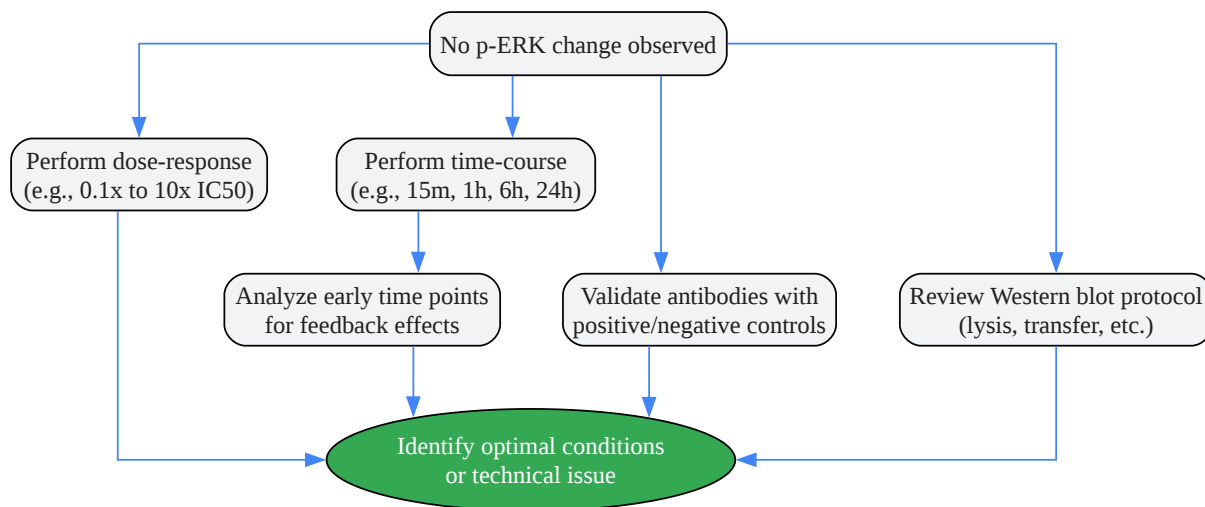 No p-ERK change observed
Perform dose-response
(e.g., 0.1x to 10x IC50)
Perform time-course
(e.g., 15m, 1h, 6h, 24h)
Analyze early time points
for feedback effects
Validate antibodies with
positive/negative controls
Review Western blot protocol
(lysis, transfer, etc.)
Identify optimal conditions
or technical issue